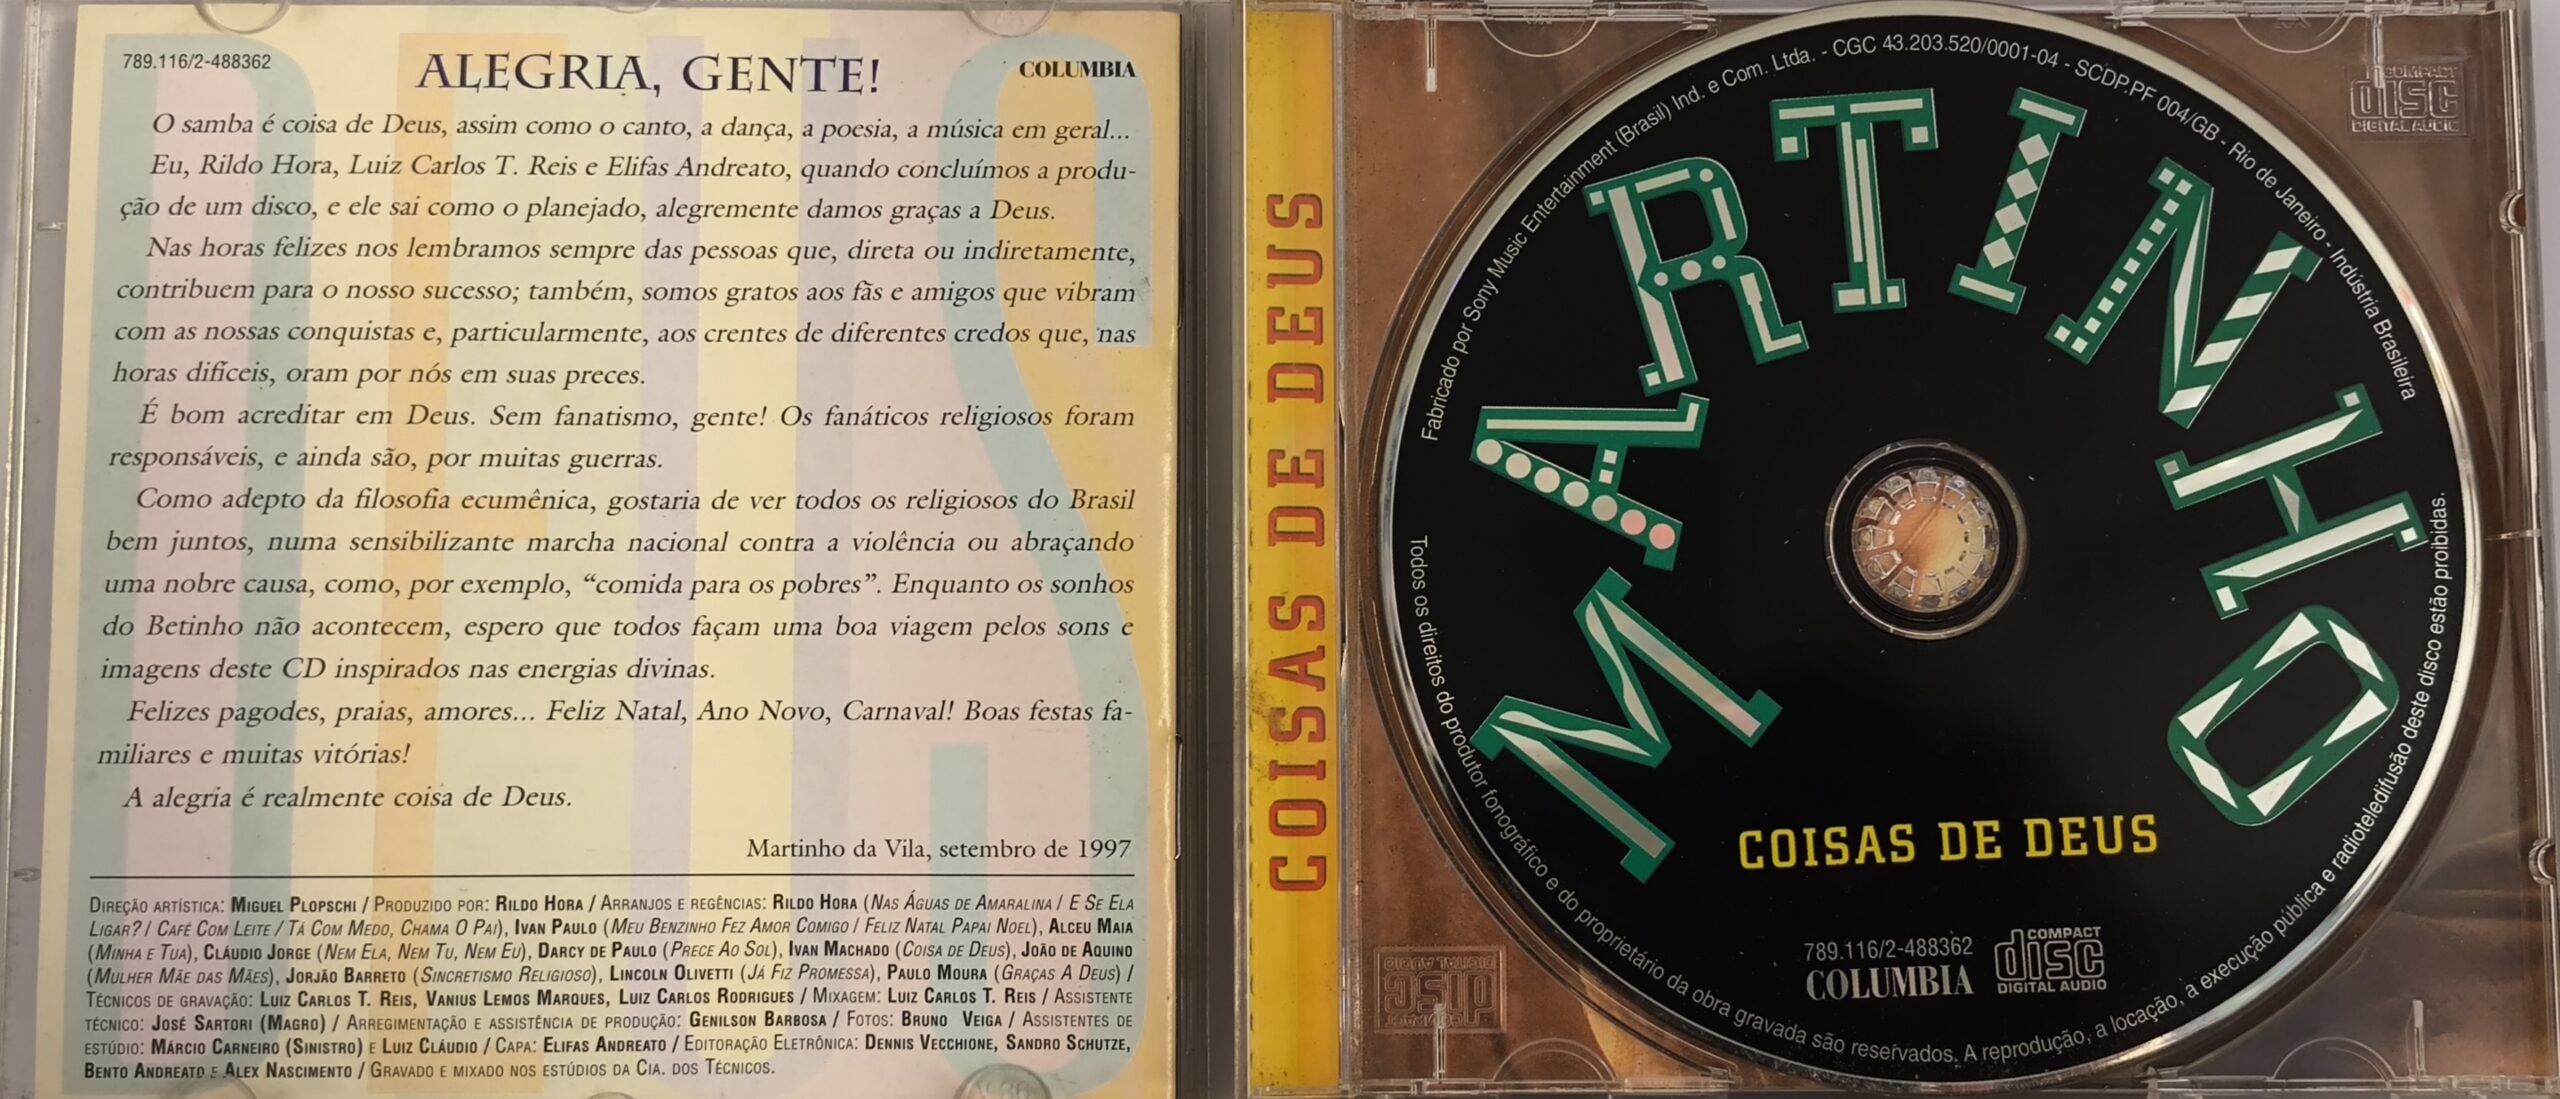 789.116/2-488362
ALEGRIA, GENTE!
COLUMBIA
O samba é coisa de Deus, assim como o canto, a dança, a poesia, a música em geral...
Eu, Rildo Hora, Luiz Carlos T. Reis e Elifas Andreato, quando concluímos a produ-
ção de um disco, e ele sai como o planejado, alegremente damos graças a Deus.
Nas horas felizes nos lembramos sempre das pessoas que, direta ou indiretamente,
contribuem para o nosso sucesso; também, somos gratos aos fãs e amigos que vibram
com as nossas conquistas e, particularmente, aos crentes de diferentes credos que, nas
horas difíceis, oram por nós em suas preces.
É bom acreditar em Deus. Sem fanatismo, gente! Os fanáticos religiosos foram
responsáveis, e ainda são, por muitas guerras.
Como adepto da filosofia ecumênica, gostaria de ver todos os religiosos do Brasil
bem juntos, numa sensibilizante marcha nacional contra a violência ou abraçando
uma nobre causa, como, por exemplo, “comida para os pobres”. Enquanto os sonhos
do Betinho não acontecem, espero que todos façam uma boa viagem pelos sons e
imagens deste CD inspirados nas energias divinas.
Felizes pagodes, praias, amores... Feliz Natal, Ano Novo, Carnaval! Boas festas fa-
miliares e muitas vitórias!
A alegria é realmente coisa de Deus.
Martinho da Vila, setembro de 1997
DIREÇÃO ARTÍSTICA: MIGUEL PLOPSCHI / PRODUZIDO POR: RILDO HORA / ARRANJOS E REGÊNCIAS: RILDO HORA (NAS ÁGUAS DE AMARALINA / E SE ELA
LIGAR? / CAFÉ COM LEITE / TÁ COM MEDO, CHAMA O PAI), IVAN PAULO (MEU BENZINHO FEZ AMOR COMIGO / FELIZ NATAL PAPAI NOEL), ALCEU MAIA
(MINHA E TUA), CLÁUDIO JORGE (NEM ELA, NEM TU, NEM EU), DARCY DE PAULO (PRECE AO SOL), IVAN MACHADO (COISA DE DEUS), JOÃO DE AQUINO
(MULHER MÃE DAS MÃES), JORJÃO BARRETO (SINCRETISMO RELIGIOSO), LINCOLN OLIVETTI (JÁ FIZ PROMESSA), PAULO MOURA (GRAÇAS A DEUS) /
TÉCNICOS DE GRAVAÇÃO: LUIZ CARLOS T. REIS, VANIUS LEMOS MARQUES, LUIZ CARLOS RODRIGUES / MIXAGEM: LUIZ CARLOS T. REIS / ASSISTENTE
TÉCNICO: JOSÉ SARTORI (MAGRO) / ARREGIMENTAÇÃO E ASSISTÊNCIA DE PRODUÇÃO: GENILSON BARBOSA / FOTOS: BRUNO VEIGA / ASSISTENTES DE
ESTÚDIO: MÁRCIO CARNEIRO (SINISTRO) E LUIZ CLÁUDIO / CAPA: ELIFAS ANDREATO / EDITORAÇÃO ELETRÔNICA: DENNIS VECCHIONE, SANDRO SCHUTZE,
BENTO ANDREATO E ALEX NASCIMENTO / GRAVADO E MIXADO NOS ESTÚDIOS DA CIA. DOS TÉCNICOS.
DEUS
COISAS DE DEUS
Fabricado por Sony Music Entertainment (Brasil) Ind. e Com. Ltda. - CGC 43.203.520/0001-04 - SCDP.PF 004/GB - Rio de Janeiro - Indústria Brasileira
MARTINHO
COISAS DE DEUS
789.116/2-488362
COLUMBIA
COMPACT
disc
DIGITAL AUDIO
Todos os direitos do produtor fonográfico e do proprietário da obra gravada são reservados. A reprodução, a locação, a execução pública e radioteledifusão deste disco estão proibidas.
COMPACT
disc
DIGITAL AUDIO
COMPACT
disc
DIGITAL AUDIO